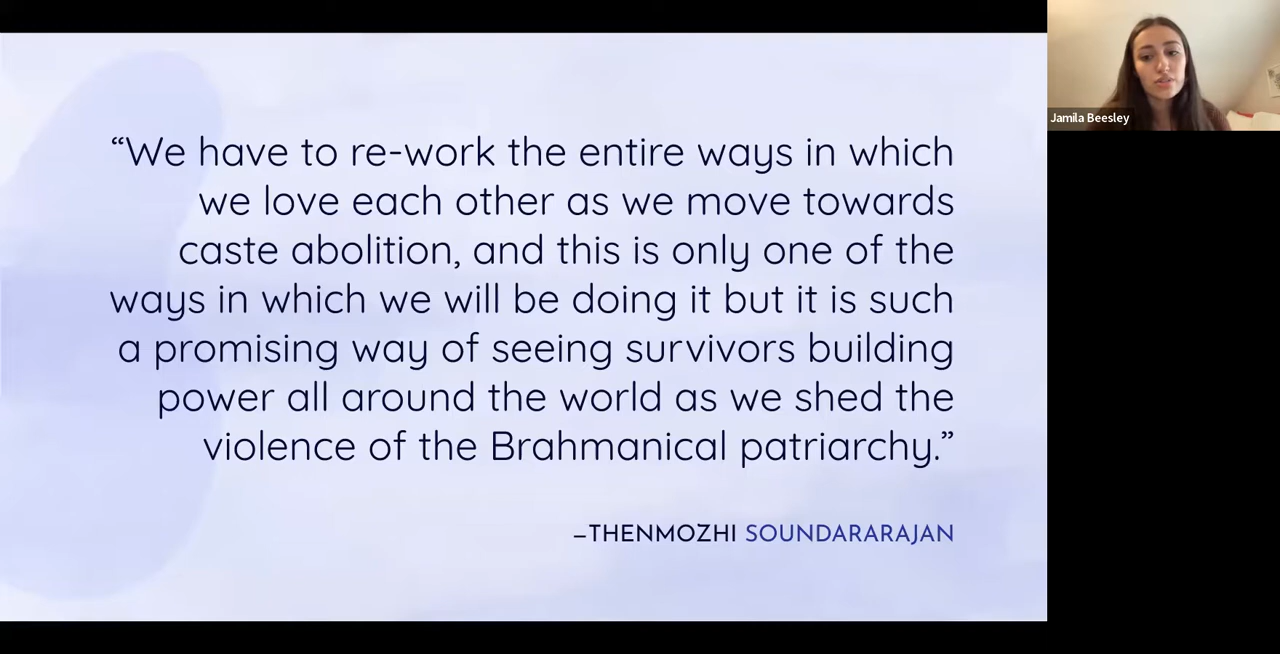 “We have to re-work the entire ways in which
we love each other as we move towards
caste abolition, and this is only one of the
ways in which we will be doing it but it is such
a promising way of seeing survivors building
power all around the world as we shed the
violence of the Brahmanical patriarchy.”
–THENMOZHI SOUNDARARAJAN
Jamila Beesley